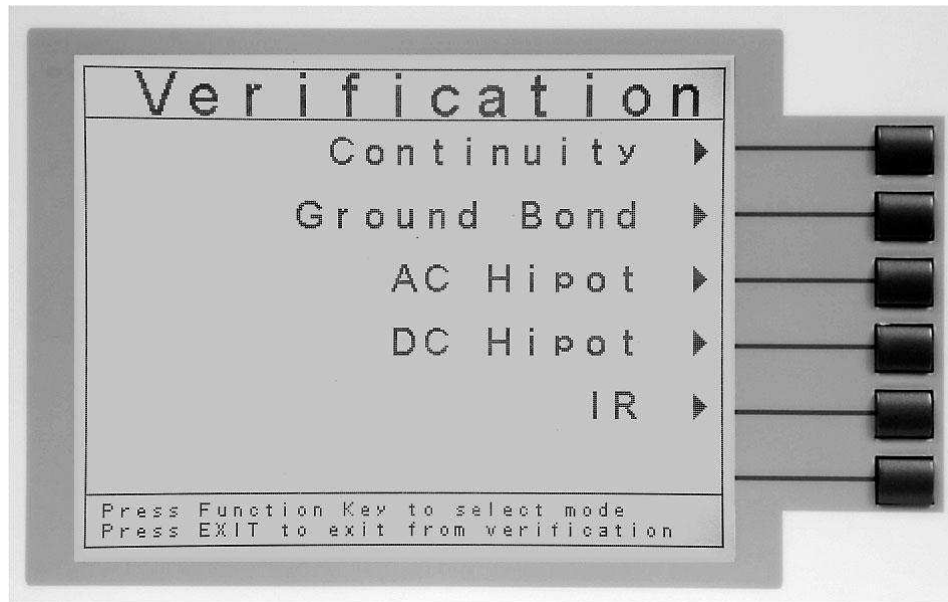 Verification
Continuity
Ground Bond
AC Hipot
DC Hipot
IR
Press Function Key to select mode
Press EXIT to exit from verification